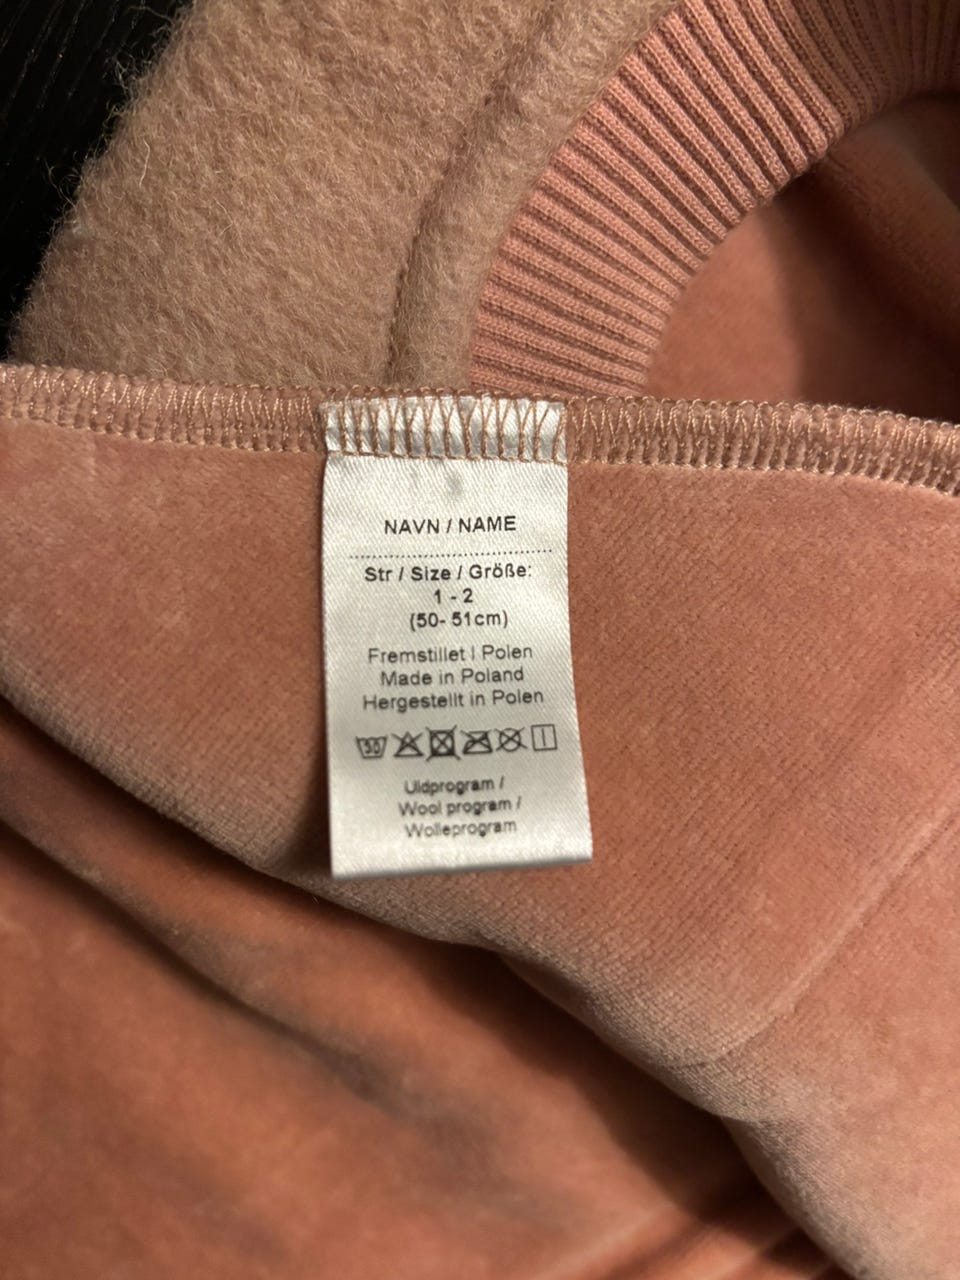 NAVN / NAME
Str / Size / Größe:
1 - 2
(50- 51cm)
Fremstillet I Polen
Made in Poland
Hergestellt in Polen
30
Uldprogram /
Wool program /
Wolleprogram